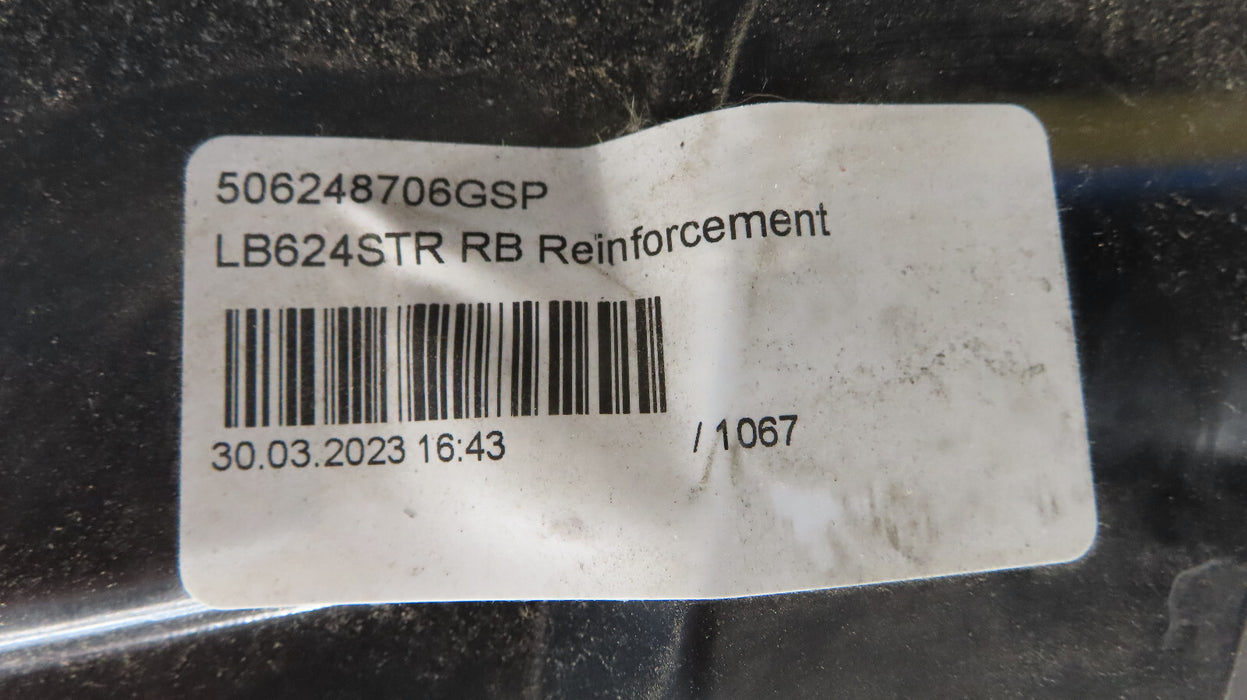 506248706GSP
LB624STR RB Reinforcement
30.03.2023 16:43 / 1067